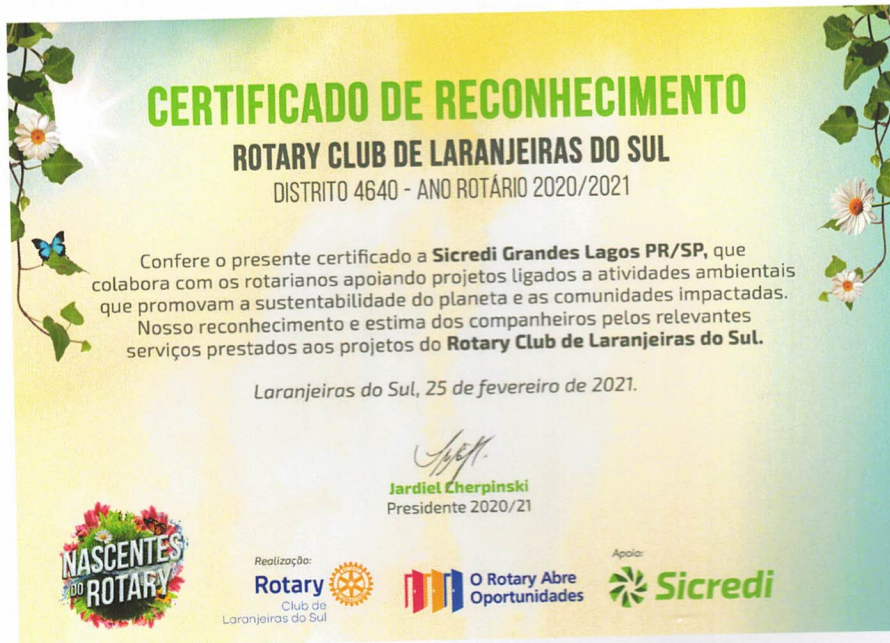 CERTIFICADO DE RECONHECIMENTO
ROTARY CLUB DE LARANJEIRAS DO SUL
DISTRITO 4640 - ANO ROTÁRIO 2020/2021
Confere o presente certificado a Sicredi Grandes Lagos PR/SP, que
colabora com os rotarianos apoiando projetos ligados a atividades ambientais
que promovam a sustentabilidade do planeta e as comunidades impactadas.
Nosso reconhecimento e estima dos companheiros pelos relevantes
serviços prestados aos projetos do Rotary Club de Laranjeiras do Sul.
Laranjeiras do Sul, 25 de fevereiro de 2021.
Jardiel Cherpinski
Presidente 2020/21
NASCENTES
DO ROTARY
Realização:
Rotary
Club de
Laranjeiras do Sul
O Rotary Abre
Oportunidades
Apoio:
Sicredi